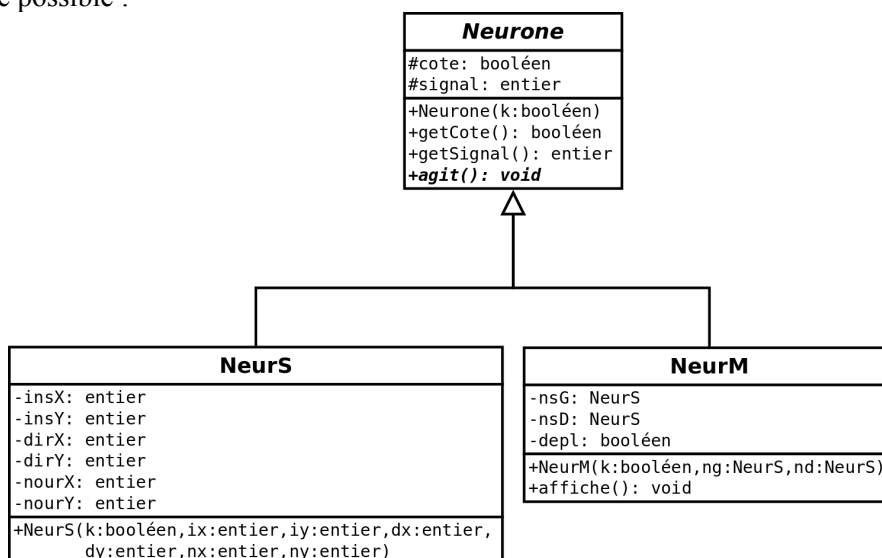 possible :
Neurone
#cote: booléen
#signal: entier
+Neurone(k:booléen)
+getCote(): booléen
+getSignal(): entier
+agit(): void
NeurS
-insX: entier
-insY: entier
-dirX: entier
-dirY: entier
-nourX: entier
-nourY: entier
+NeurS(k:booléen,ix:entier,iy:entier,dx:entier,
dy:entier,nx:entier,ny:entier)
NeurM
-nsG: NeurS
-nsD: NeurS
-depl: booléen
+NeurM(k:booléen,ng:NeurS,nd:NeurS)
+affiche(): void